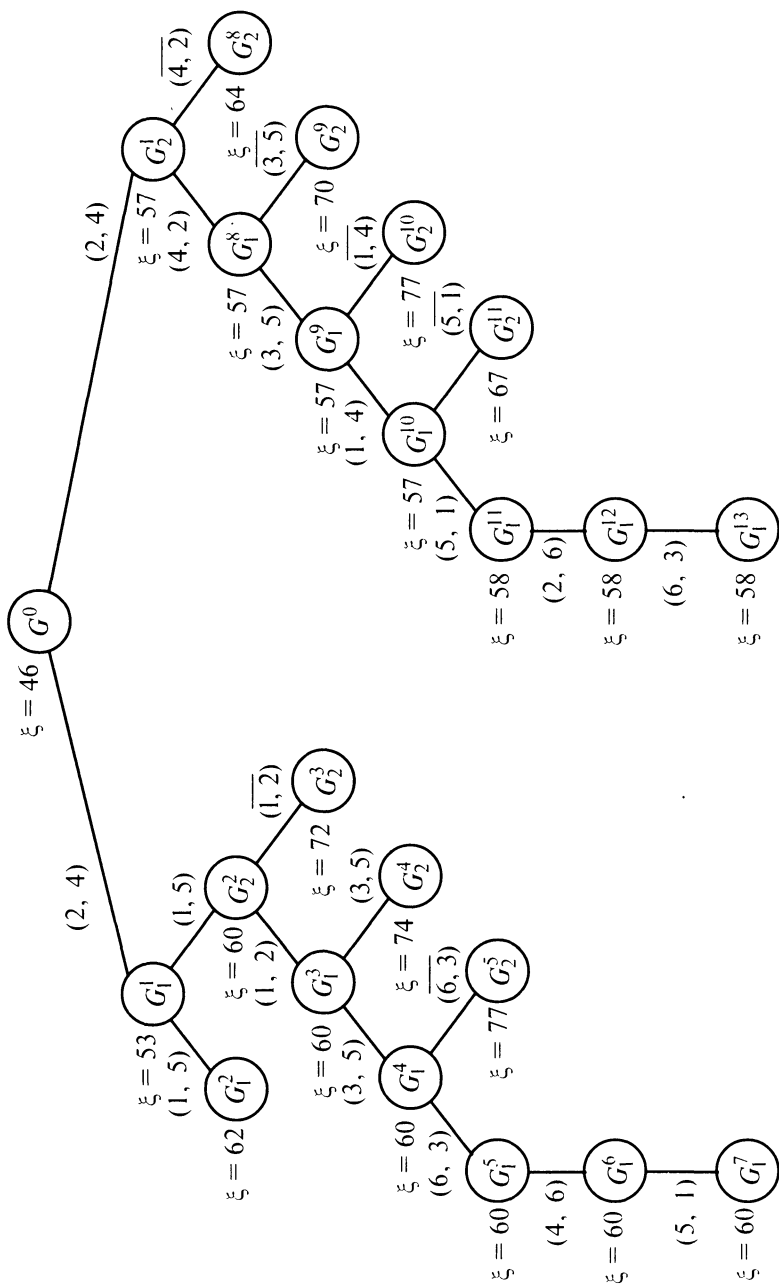 G⁰
ξ = 46
(2, 4) (2, 4)
G₁¹ G₂¹
ξ = 53 ξ = 57
(1, 5) (1, 5) (4, 2) (̅4̅,̅ ̅2̅)̅
G₁² G₂² G₁⁸ G₂⁸
ξ = 62 ξ = 60 ξ = 57 ξ = 64
(1, 2) (̅1̅,̅ ̅2̅)̅ (3, 5) (̅3̅,̅ ̅5̅)̅
G₁³ G₂³ G₁⁹ G₂⁹
ξ = 60 ξ = 72 ξ = 57 ξ = 70
(3, 5) (3, 5) (1, 4) (̅1̅,̅ ̅4̅)̅
G₁⁴ G₂⁴ G₁¹⁰ G₂¹⁰
ξ = 60 ξ = 74 ξ = 57 ξ = 77
(6, 3) (̅6̅,̅ ̅3̅)̅ (5, 1) (̅5̅,̅ ̅1̅)̅
G₁⁵ G₂⁵ G₁¹¹ G₂¹¹
ξ = 60 ξ = 77 ξ = 58 ξ = 67
(4, 6) (2, 6)
G₁⁶ G₁¹²
ξ = 60 ξ = 58
(5, 1) (6, 3)
G₁⁷ G₁¹³
ξ = 60 ξ = 58